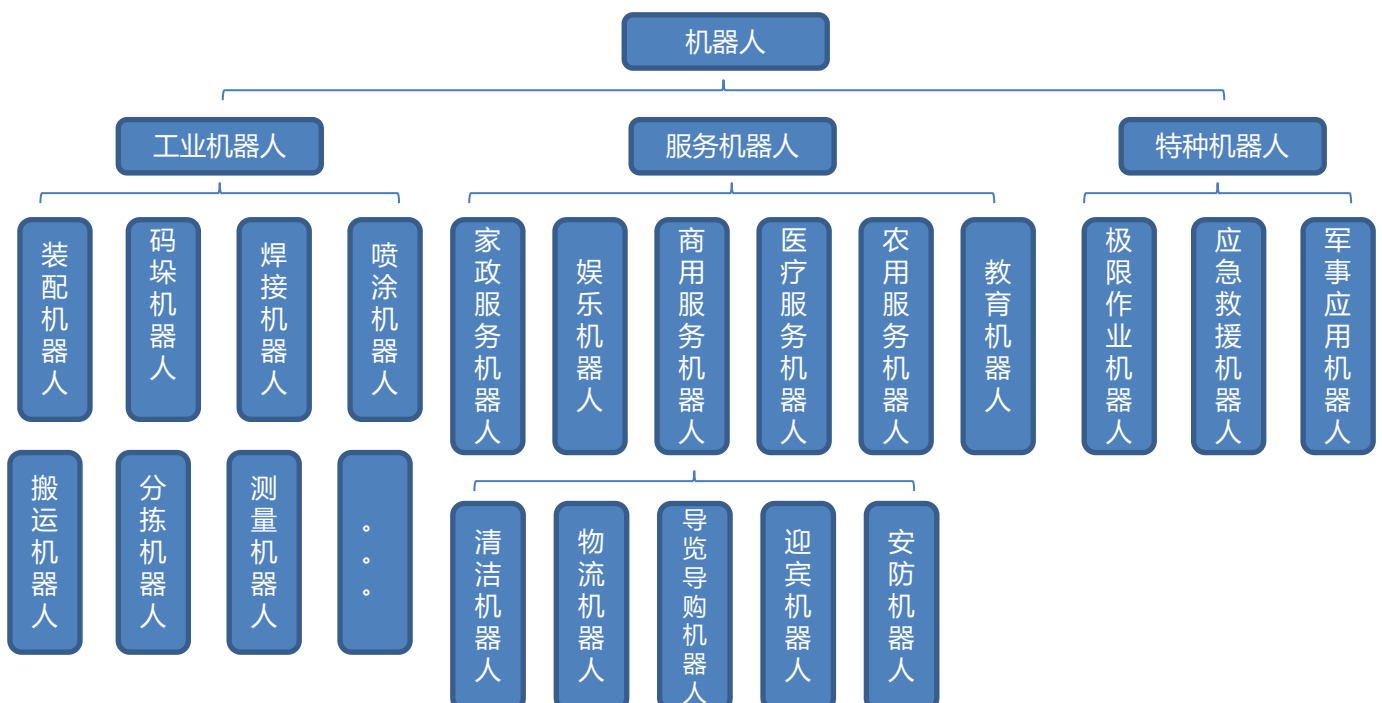 机器人
工业机器人
服务机器人
特种机器人
装配机器人
码垛机器人
焊接机器人
喷涂机器人
家政服务机器人
娱乐机器人
商用服务机器人
医疗服务机器人
农用服务机器人
教育机器人
极限作业机器人
应急救援机器人
军事应用机器人
搬运机器人
分拣机器人
测量机器人
。。。
清洁机器人
物流机器人
导览导购机器人
迎宾机器人
安防机器人